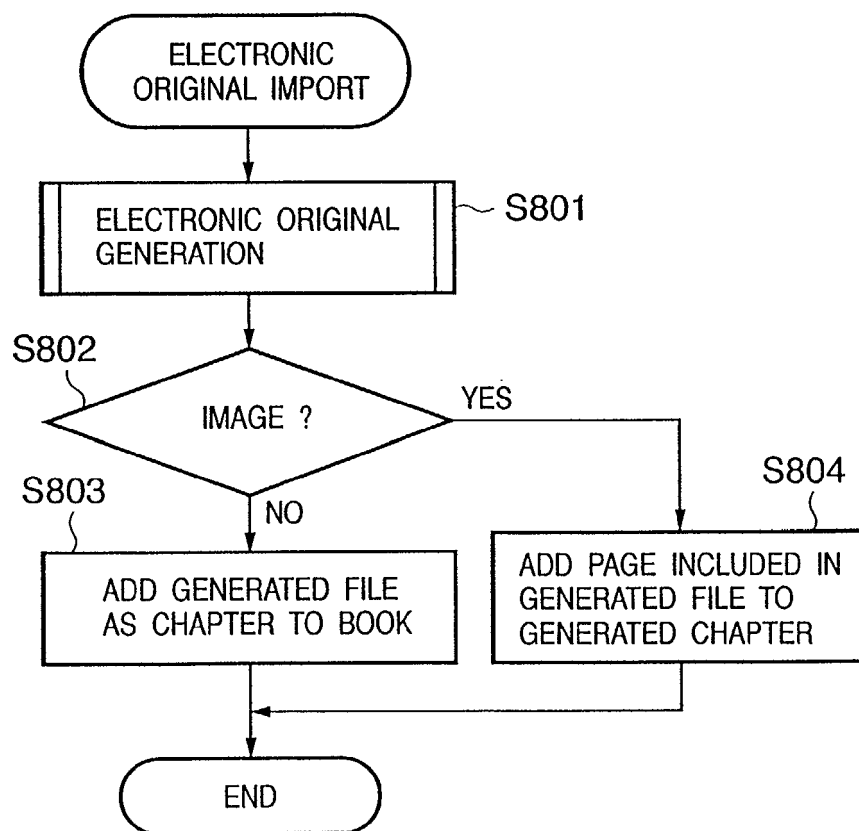 ELECTRONIC
ORIGINAL IMPORT
ELECTRONIC ORIGINAL
GENERATION
S801
S802
IMAGE ?
YES
NO
S803
ADD GENERATED FILE
AS CHAPTER TO BOOK
S804
ADD PAGE INCLUDED IN
GENERATED FILE TO
GENERATED CHAPTER
END